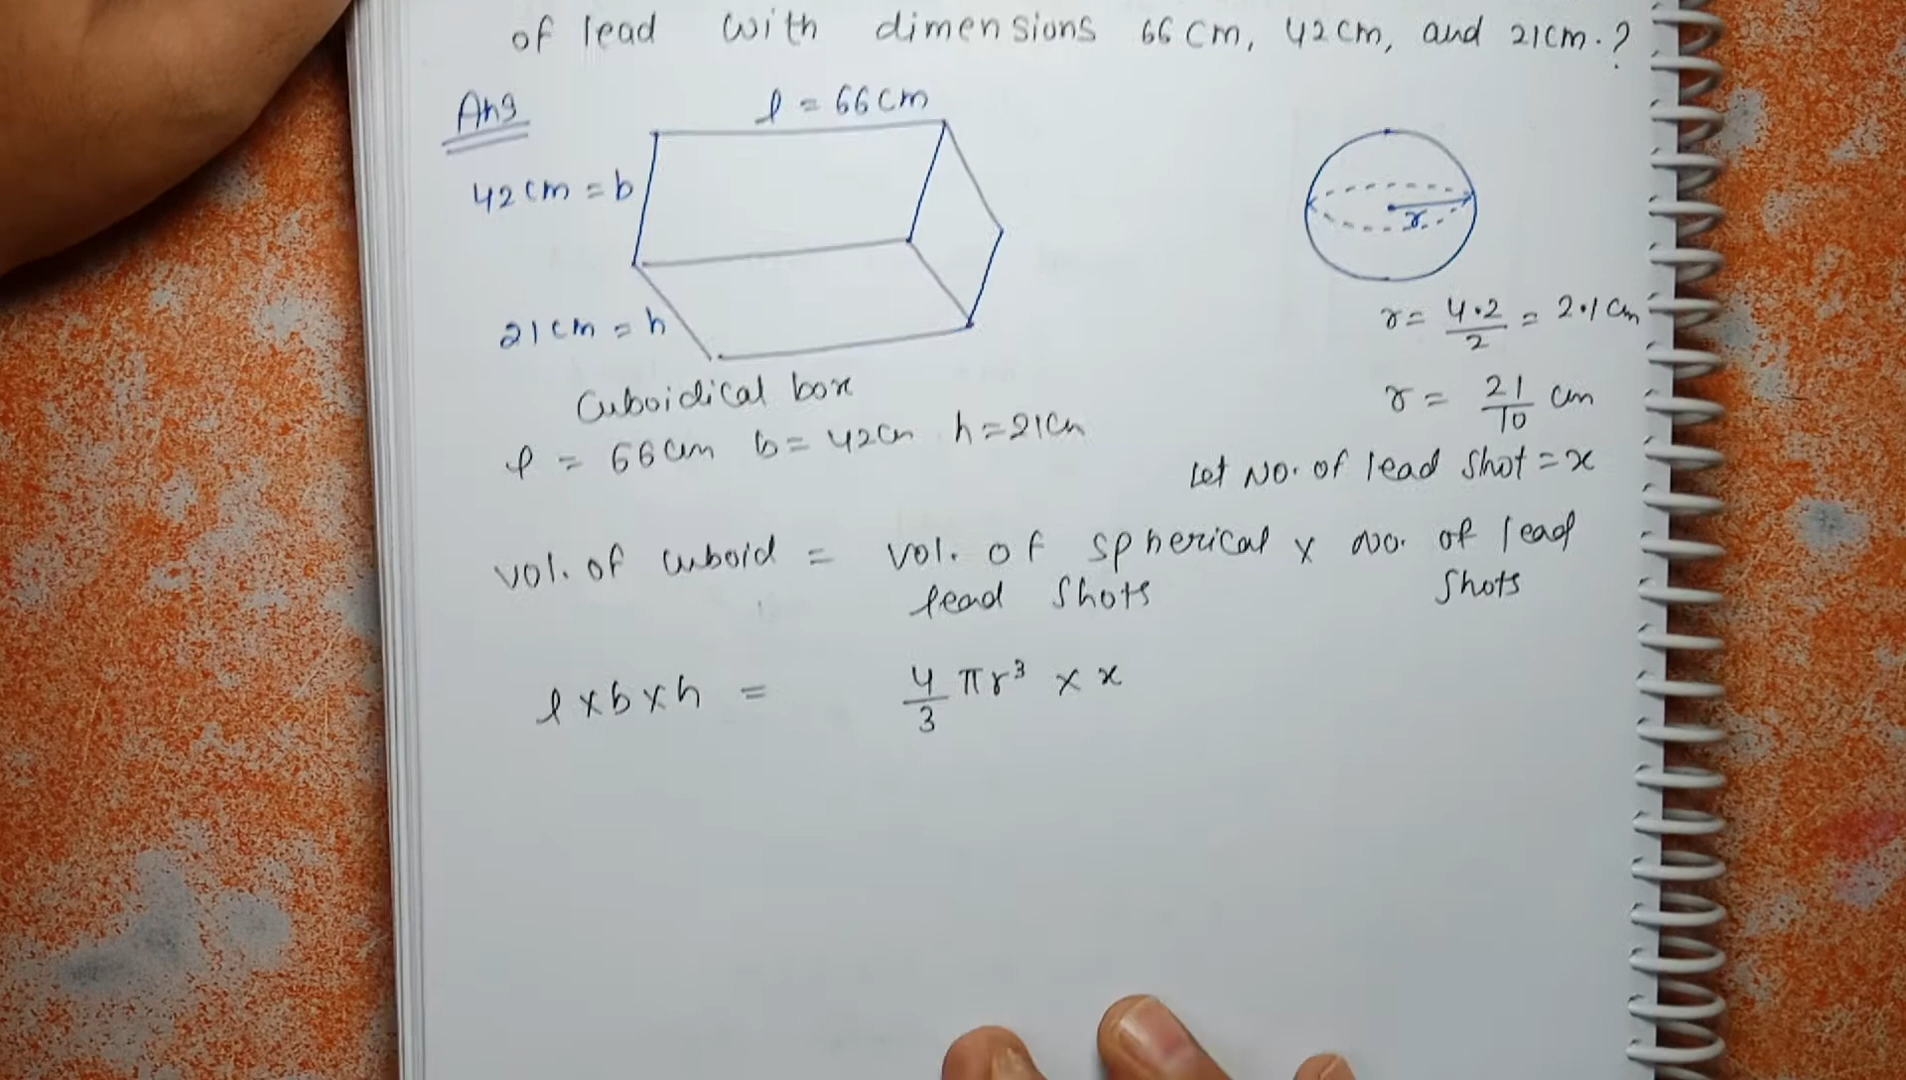 of lead with dimensions 66 cm, 42 cm, and 21 cm.?
Ans
l = 66 cm
42 cm = b
r
21 cm = h
r = 4.2/2 = 2.1 cm
Cuboidical box
r = 21/10 cm
l = 66 cm b = 42 cm h = 21 cm
Let No. of lead shot = x
vol. of cuboid = vol. of spherical x No. of lead
lead shots shots
l x b x h = 4/3 πr³ x x